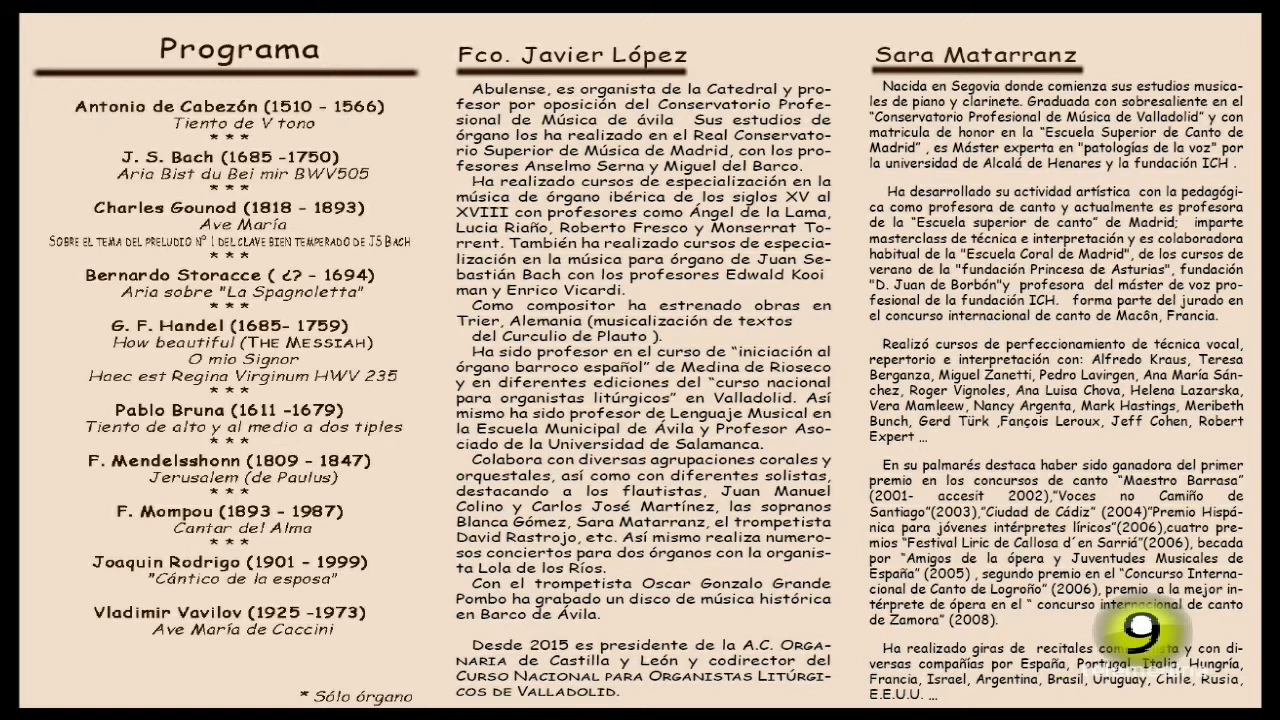 Programa
Antonio de Cabezón (1510 - 1566)
Tiento de V tono
* * *
J. S. Bach (1685 -1750)
Aria Bist du Bei mir BWV505
* * *
Charles Gounod (1818 - 1893)
Ave María
SOBRE EL TEMA DEL PRELUDIO Nº 1 DEL CLAVE BIEN TEMPERADO DE JS BACH
* * *
Bernardo Storacce ( ¿? - 1694)
Aria sobre "La Spagnoletta"
* * *
G. F. Handel (1685- 1759)
How beautiful (THE MESSIAH)
O mio Signor
Haec est Regina Virginum HWV 235
* * *
Pablo Bruna (1611 -1679)
Tiento de alto y al medio a dos tiples
* * *
F. Mendelsshonn (1809 - 1847)
Jerusalem (de Paulus)
* * *
F. Mompou (1893 - 1987)
Cantar del Alma
* * *
Joaquin Rodrigo (1901 - 1999)
"Cántico de la esposa"
Vladimir Vavilov (1925 -1973)
Ave María de Caccini
* Sólo órgano
Fco. Javier López
Abulense, es organista de la Catedral y pro-
fesor por oposición del Conservatorio Profe-
sional de Música de ávila Sus estudios de
órgano los ha realizado en el Real Conservato-
rio Superior de Música de Madrid, con los pro-
fesores Anselmo Serna y Miguel del Barco.
Ha realizado cursos de especialización en la
música de órgano ibérica de los siglos XV al
XVIII con profesores como Ángel de la Lama,
Lucia Riaño, Roberto Fresco y Monserrat To-
rrent. También ha realizado cursos de especia-
lización en la música para órgano de Juan Se-
bastián Bach con los profesores Edwald Kooi
man y Enrico Vicardi.
Como compositor ha estrenado obras en
Trier, Alemania (musicalización de textos
del Curculio de Plauto ).
Ha sido profesor en el curso de “iniciación al
órgano barroco español” de Medina de Rioseco
y en diferentes ediciones del “curso nacional
para organistas litúrgicos” en Valladolid. Así
mismo ha sido profesor de Lenguaje Musical en
la Escuela Municipal de Ávila y Profesor Aso-
ciado de la Universidad de Salamanca.
Colabora con diversas agrupaciones corales y
orquestales, así como con diferentes solistas,
destacando a los flautistas, Juan Manuel
Colino y Carlos José Martínez, las sopranos
Blanca Gómez, Sara Matarranz, el trompetista
David Rastrojo, etc. Así mismo realiza numero-
sos conciertos para dos órganos con la organis-
ta Lola de los Ríos.
Con el trompetista Oscar Gonzalo Grande
Pombo ha grabado un disco de música histórica
en Barco de Ávila.
Desde 2015 es presidente de la A.C. ORGA-
NARIA de Castilla y León y codirector del
CURSO NACIONAL PARA ORGANISTAS LITÚRGI-
COS DE VALLADOLID.
Sara Matarranz
Nacida en Segovia donde comienza sus estudios musica-
les de piano y clarinete. Graduada con sobresaliente en el
“Conservatorio Profesional de Música de Valladolid” y con
matricula de honor en la “Escuela Superior de Canto de
Madrid” , es Máster experta en "patologías de la voz" por
la universidad de Alcalá de Henares y la fundación ICH .
Ha desarrollado su actividad artística con la pedagógi-
ca como profesora de canto y actualmente es profesora
de la “Escuela superior de canto” de Madrid; imparte
masterclass de técnica e interpretación y es colaboradora
habitual de la "Escuela Coral de Madrid", de los cursos de
verano de la "fundación Princesa de Asturias", fundación
"D. Juan de Borbón"y profesora del máster de voz pro-
fesional de la fundación ICH. forma parte del jurado en
el concurso internacional de canto de Macôn, Francia.
Realizó cursos de perfeccionamiento de técnica vocal,
repertorio e interpretación con: Alfredo Kraus, Teresa
Berganza, Miguel Zanetti, Pedro Lavirgen, Ana María Sán-
chez, Roger Vignoles, Ana Luisa Chova, Helena Lazarska,
Vera Mamleew, Nancy Argenta, Mark Hastings, Meribeth
Bunch, Gerd Türk ,Fançois Leroux, Jeff Cohen, Robert
Expert ...
En su palmarés destaca haber sido ganadora del primer
premio en los concursos de canto “Maestro Barrasa”
(2001- accesit 2002),”Voces no Camiño de
Santiago”(2003),“Ciudad de Cádiz” (2004)”Premio Hispá-
nica para jóvenes intérpretes líricos”(2006),cuatro pre-
mios “Festival Liric de Callosa d´en Sarriá”(2006), becada
por “Amigos de la ópera y Juventudes Musicales de
España” (2005) , segundo premio en el “Concurso Interna-
cional de Canto de Logroño” (2006), premio a la mejor in-
térprete de ópera en el “ concurso internacional de canto
de Zamora” (2008).
Ha realizado giras de recitales como solista y con di-
versas compañías por España, Portugal, Italia, Hungría,
Francia, Israel, Argentina, Brasil, Uruguay, Chile, Rusia,
E.E.U.U. ...
9